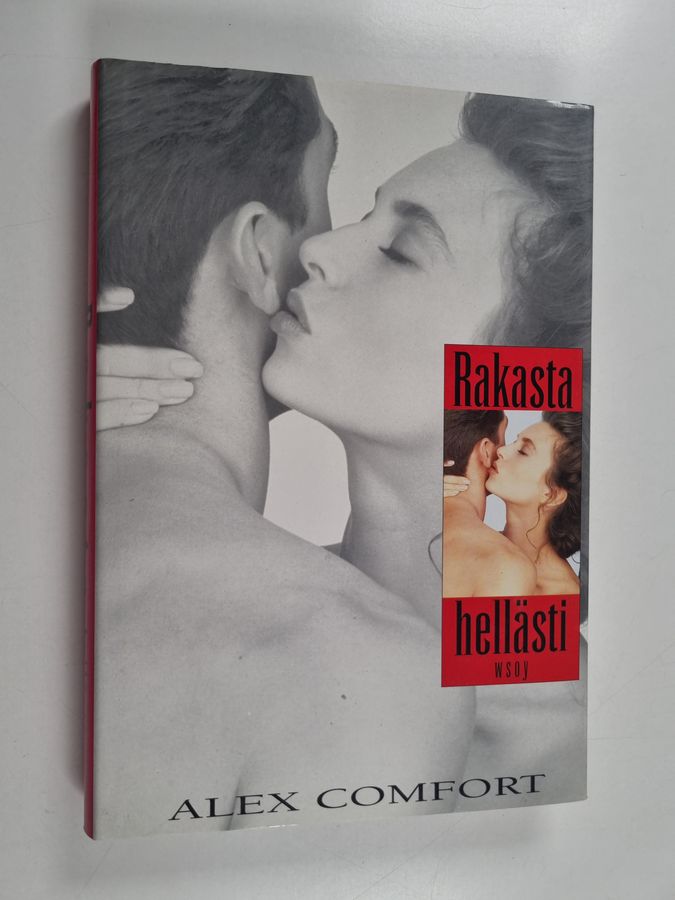 Rakasta
hellästi
wsoy
ALEX COMFORT